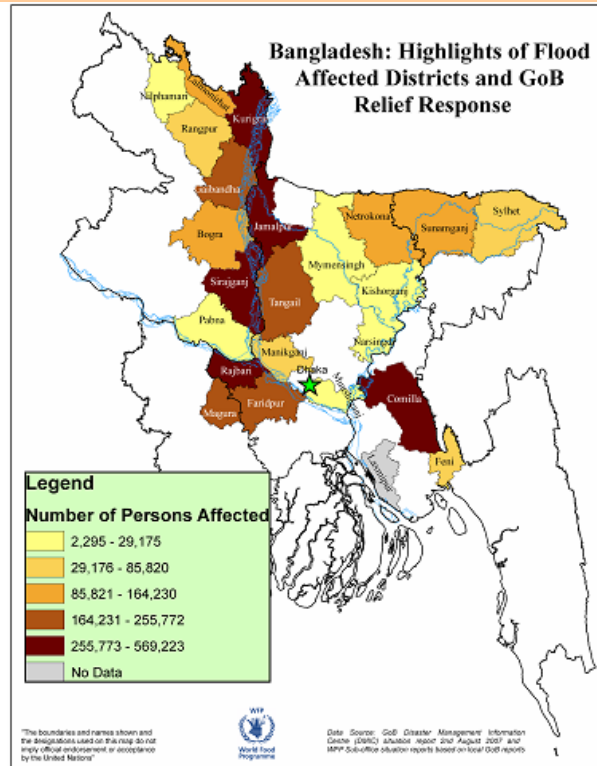 Bangladesh: Highlights of Flood
Affected Districts and GoB
Relief Response
Nilphamari
Lalmonirhat
Kurigram
Rangpur
Gaibandha
Jamalpur
Bogra
Netrokona
Sunamganj
Sylhet
Mymensingh
Sirajganj
Kishorganj
Tangail
Pabna
Narsingdi
Manikganj
Dhaka
Rajbari
Comilla
Magura
Faridpur
Feni
Legend
Number of Persons Affected
2,295 - 29,175
29,176 - 85,820
85,821 - 164,230
164,231 - 255,772
255,773 - 569,223
No Data
"The boundaries and names shown and
the designations used on this map do not
imply official endorsement or acceptance
by the United Nations"
WFP
World Food
Programme
Data Source: GoB Disaster Management Information
Centre (DMIC) situation report 2nd August 2007 and
WFP Sub-office situation reports based on local GoB reports
1